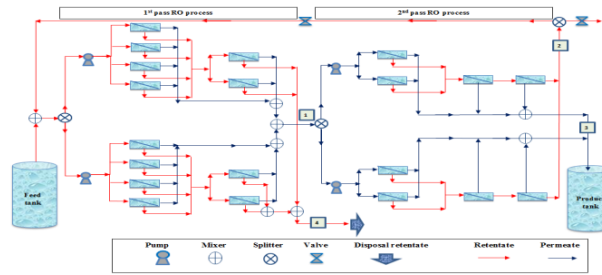 1st pass RO process
2nd pass RO process
2
1
3
4
Feed
tank
Product
tank
Pump Mixer Splitter Valve Disposal retentate Retentate Permeate